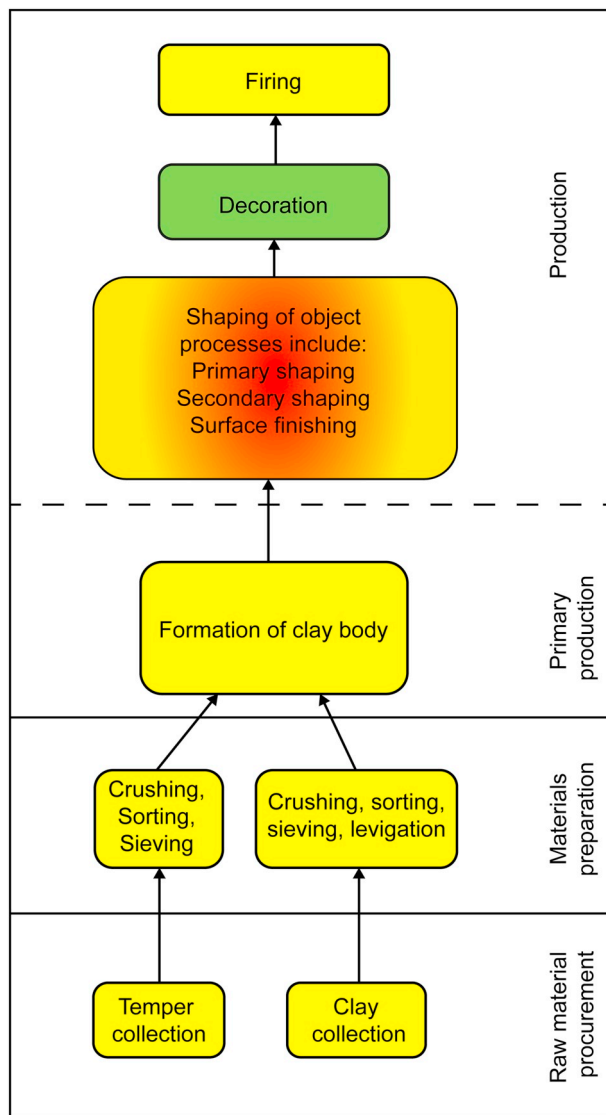 Firing
Decoration
Production
Shaping of object
processes include:
Primary shaping
Secondary shaping
Surface finishing
Formation of clay body
Primary
production
Crushing,
Sorting,
Sieving
Crushing, sorting,
sieving, levigation
Materials
preparation
Temper
collection
Clay
collection
Raw material
procurement